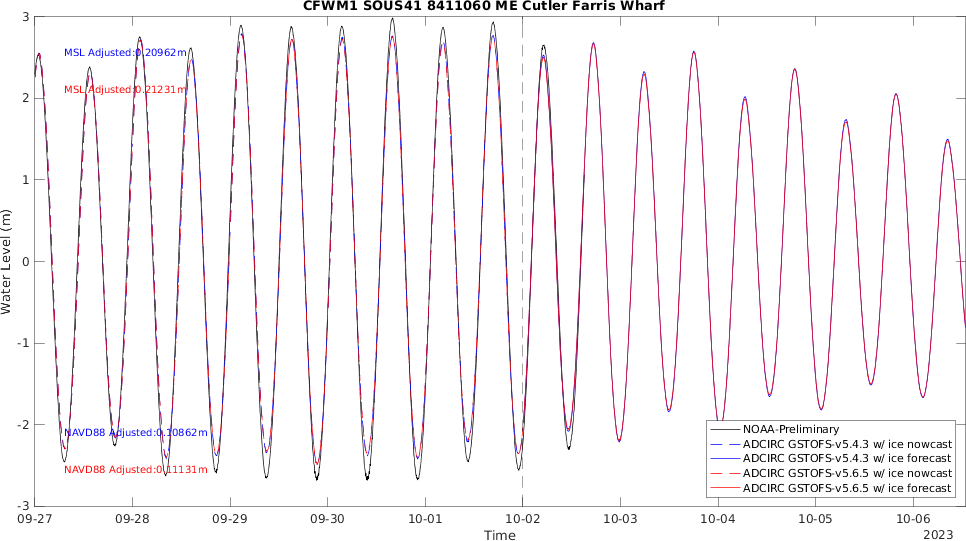 CFWM1 SOUS41 8411060 ME Cutler Farris Wharf
3
2
1
0
-1
-2
-3
Water Level (m)
MSL Adjusted:0.20962m
MSL Adjusted:0.21231m
NAVD88 Adjusted:0.10862m
NAVD88 Adjusted:0.11131m
NOAA-Preliminary
ADCIRC GSTOFS-v5.4.3 w/ ice nowcast
ADCIRC GSTOFS-v5.4.3 w/ ice forecast
ADCIRC GSTOFS-v5.6.5 w/ ice nowcast
ADCIRC GSTOFS-v5.6.5 w/ ice forecast
09-27 09-28 09-29 09-30 10-01 10-02 10-03 10-04 10-05 10-06
Time
2023